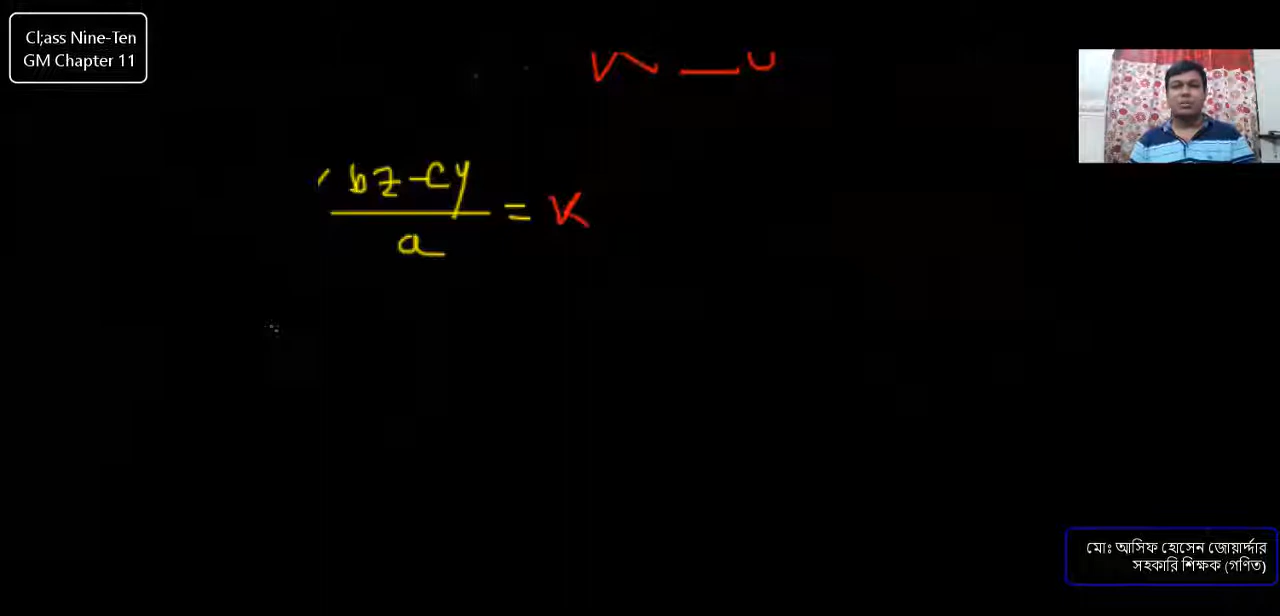 Cl;ass Nine-Ten
GM Chapter 11
bz-cy
a
= K
মোঃ আসিফ হোসেন জোয়ার্দ্দার
সহকারি শিক্ষক (গণিত)